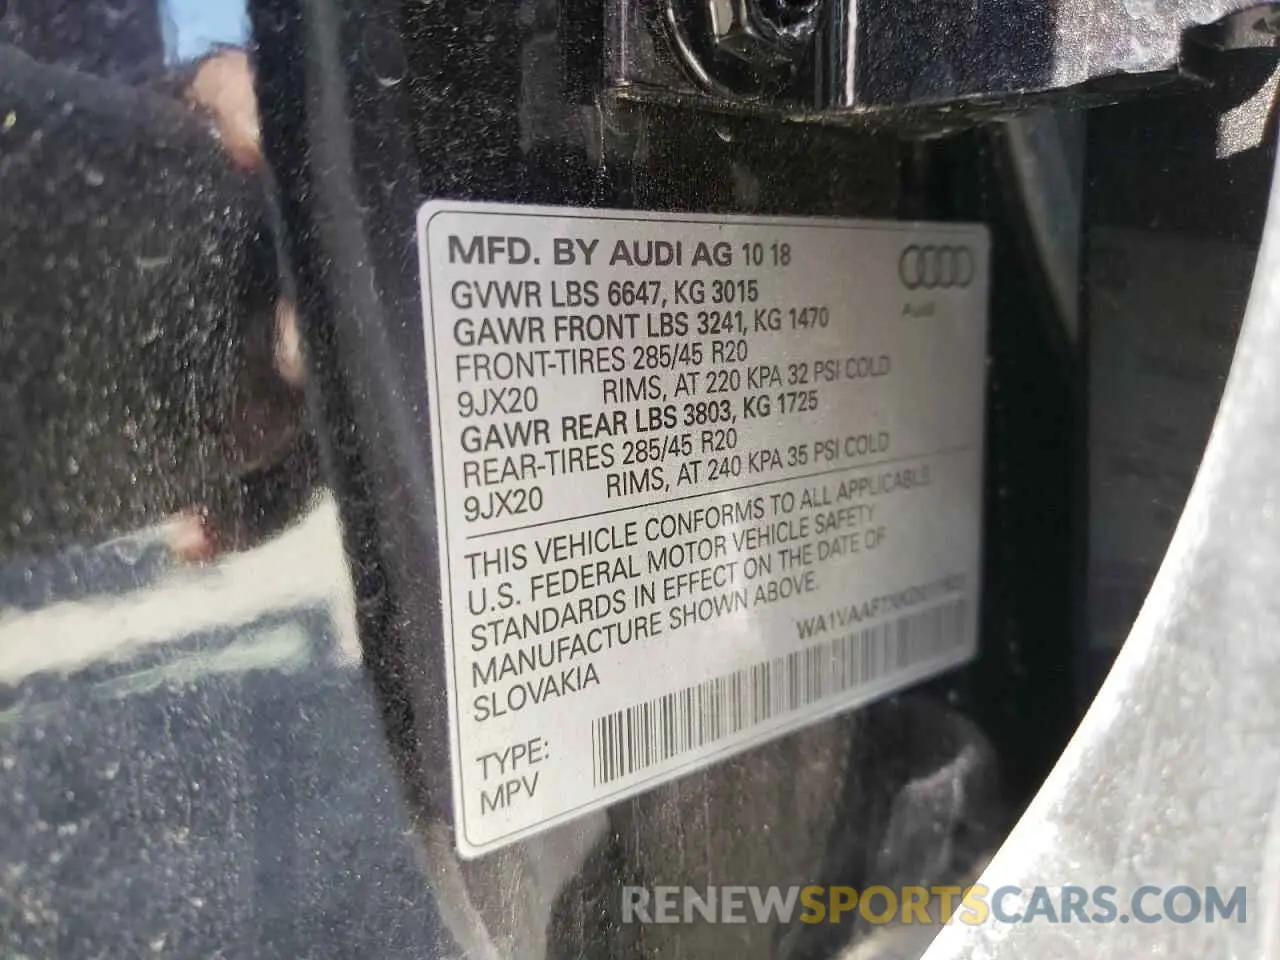 MFD. BY AUDI AG 10 18
Audi
GVWR LBS 6647, KG 3015
GAWR FRONT LBS 3241, KG 1470
FRONT-TIRES 285/45 R20
9JX20 RIMS, AT 220 KPA 32 PSI COLD
GAWR REAR LBS 3803, KG 1725
REAR-TIRES 285/45 R20
9JX20 RIMS, AT 240 KPA 35 PSI COLD
THIS VEHICLE CONFORMS TO ALL APPLICABLE
U.S. FEDERAL MOTOR VEHICLE SAFETY
STANDARDS IN EFFECT ON THE DATE OF
MANUFACTURE SHOWN ABOVE.
SLOVAKIA
TYPE:
MPV
RENEWSPORTSCARS.COM